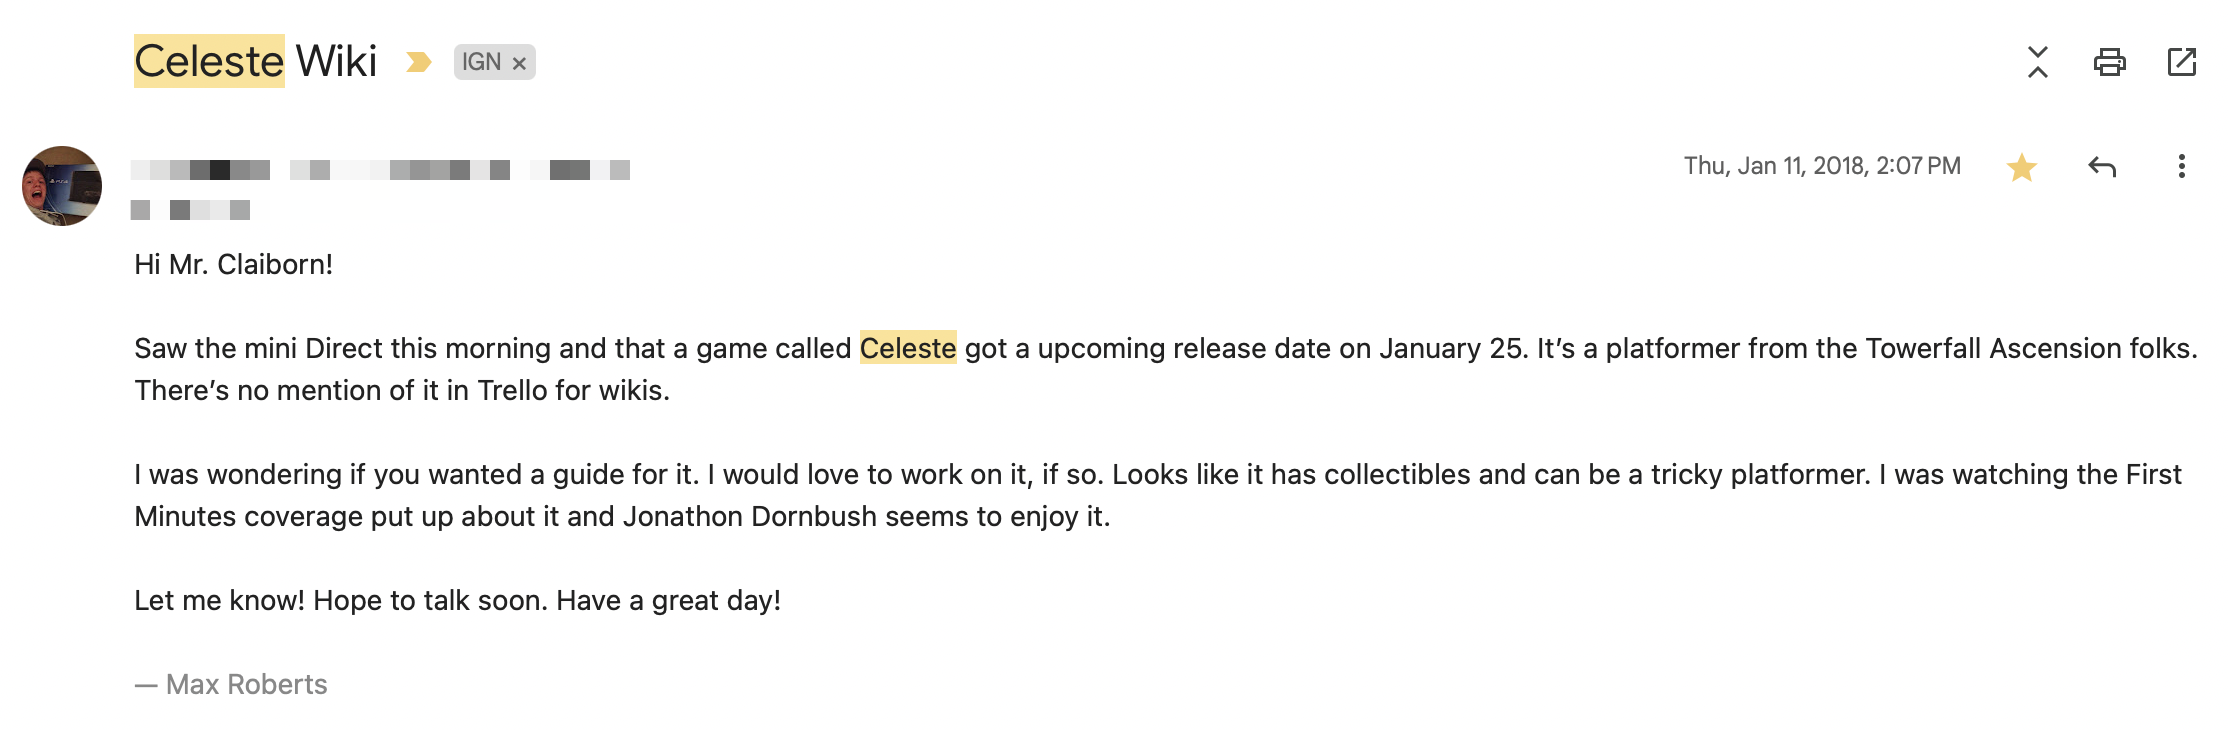 Celeste Wiki IGN ×
Thu, Jan 11, 2018, 2:07 PM
Hi Mr. Claiborn!
Saw the mini Direct this morning and that a game called Celeste got a upcoming release date on January 25. It’s a platformer from the Towerfall Ascension folks.
There’s no mention of it in Trello for wikis.
I was wondering if you wanted a guide for it. I would love to work on it, if so. Looks like it has collectibles and can be a tricky platformer. I was watching the First
Minutes coverage put up about it and Jonathon Dornbush seems to enjoy it.
Let me know! Hope to talk soon. Have a great day!
— Max Roberts